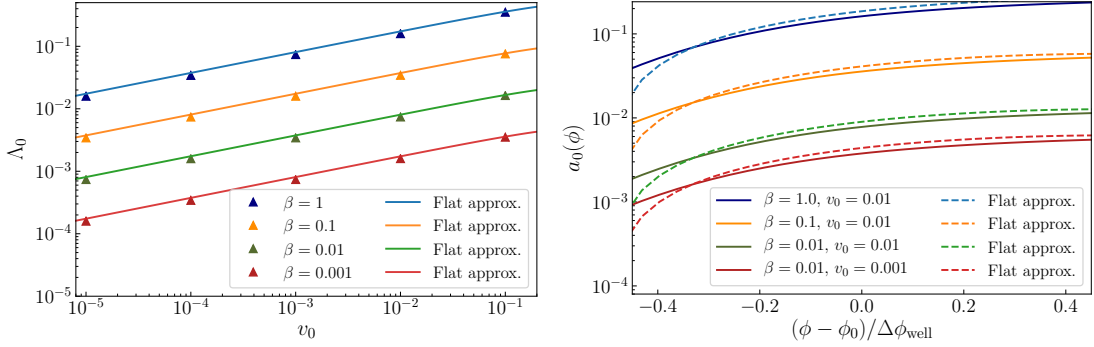 10⁻¹
10⁻²
10⁻³
10⁻⁴
10⁻⁵
Λ₀
β = 1 Flat approx.
β = 0.1 Flat approx.
β = 0.01 Flat approx.
β = 0.001 Flat approx.
10⁻⁵ 10⁻⁴ 10⁻³ 10⁻² 10⁻¹
v₀
10⁻¹
10⁻²
10⁻³
10⁻⁴
a₀(ϕ)
β = 1.0, v₀ = 0.01 Flat approx.
β = 0.1, v₀ = 0.01 Flat approx.
β = 0.01, v₀ = 0.01 Flat approx.
β = 0.01, v₀ = 0.001 Flat approx.
−0.4 −0.2 0.0 0.2 0.4
(ϕ − ϕ₀)/Δϕwell